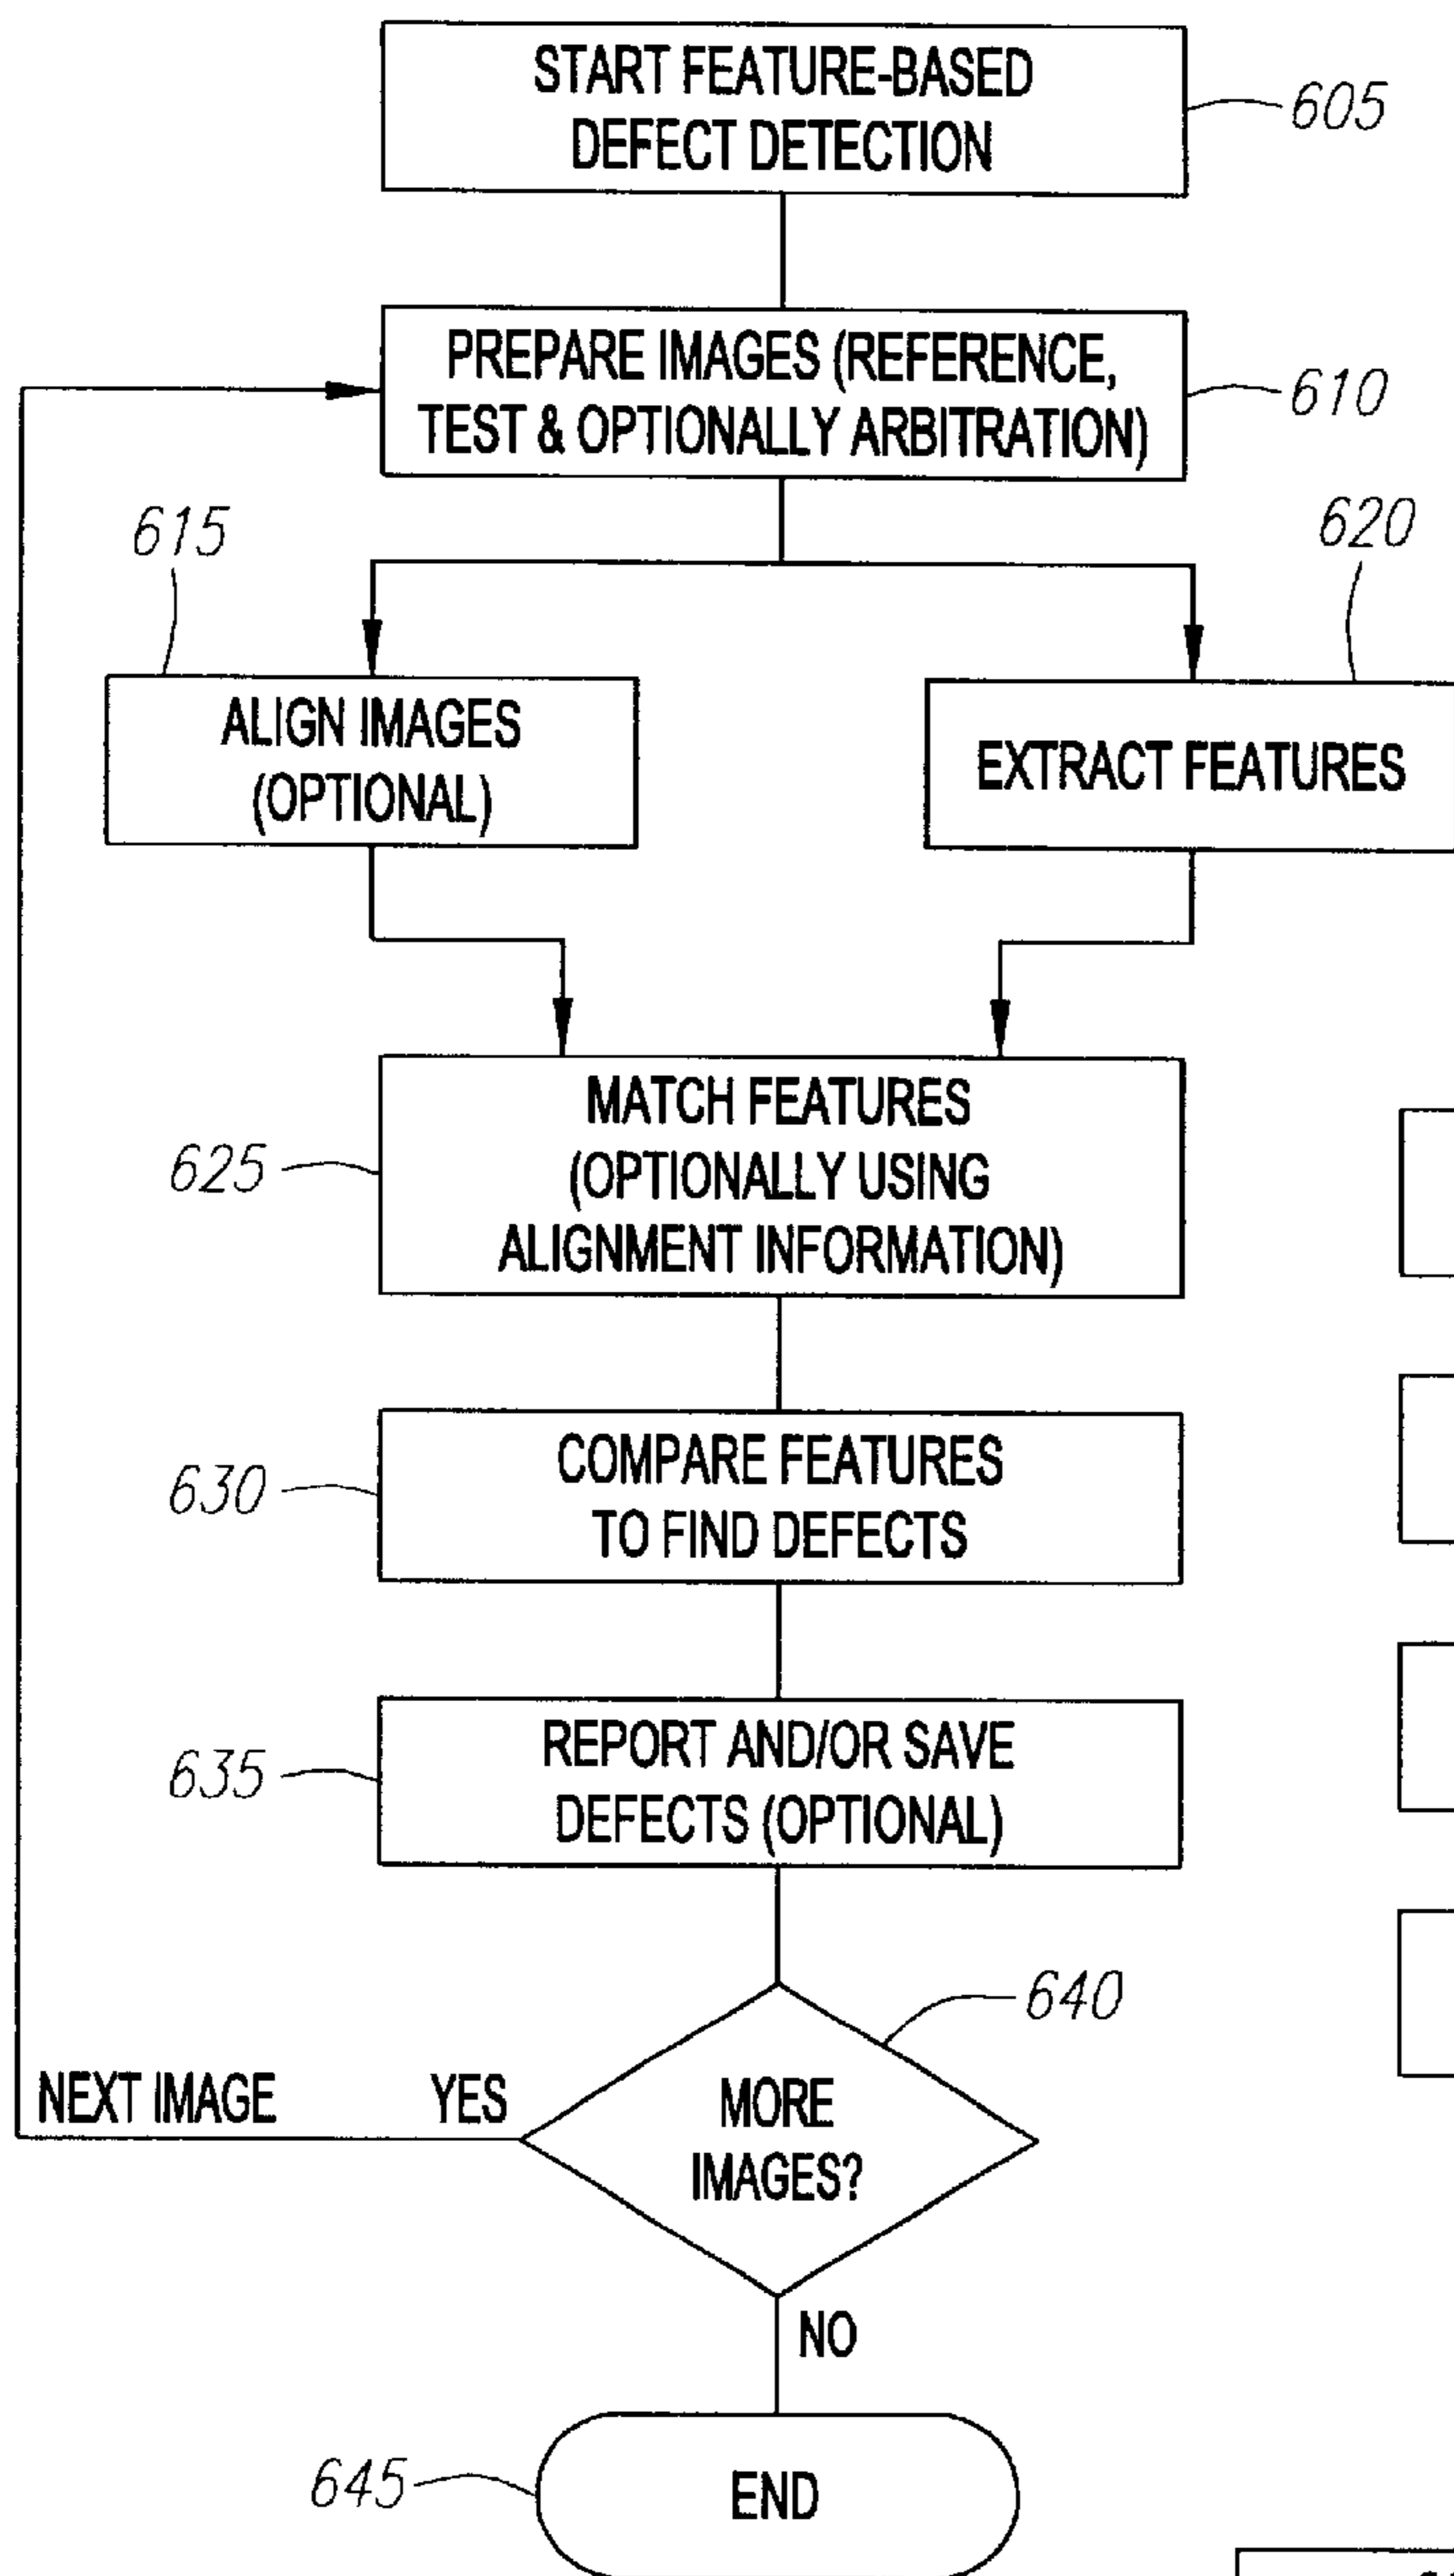 START FEATURE-BASED
DEFECT DETECTION
605
PREPARE IMAGES (REFERENCE,
TEST & OPTIONALLY ARBITRATION)
610
615
620
ALIGN IMAGES
(OPTIONAL)
EXTRACT FEATURES
MATCH FEATURES
(OPTIONALLY USING
ALIGNMENT INFORMATION)
625
COMPARE FEATURES
TO FIND DEFECTS
630
REPORT AND/OR SAVE
DEFECTS (OPTIONAL)
635
640
NEXT IMAGE
YES
MORE
IMAGES?
NO
645
END